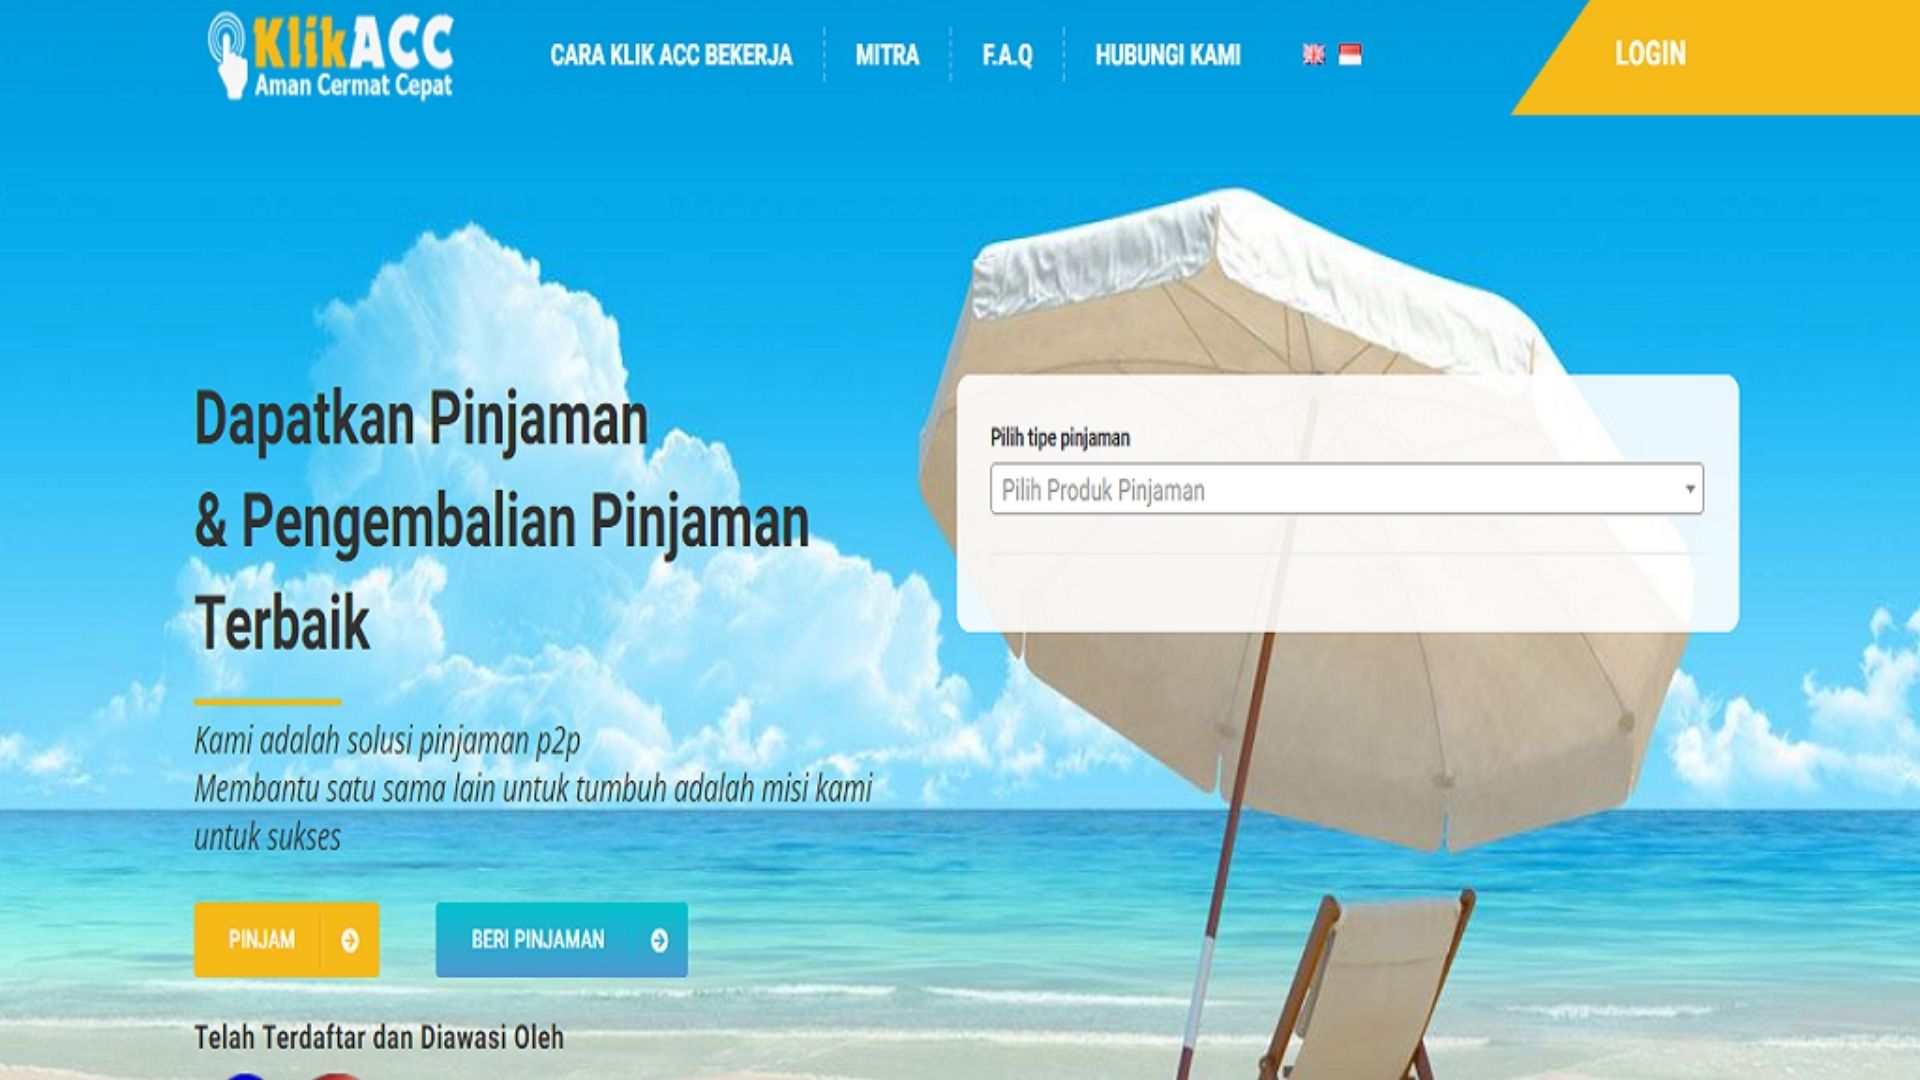 KlikACC
Aman Cermat Cepat
CARA KLIK ACC BEKERJA
MITRA
F.A.Q
HUBUNGI KAMI
LOGIN
Dapatkan Pinjaman
& Pengembalian Pinjaman
Terbaik
Kami adalah solusi pinjaman p2p
Membantu satu sama lain untuk tumbuh adalah misi kami
untuk sukses
PINJAM
BERI PINJAMAN
Telah Terdaftar dan Diawasi Oleh
Pilih tipe pinjaman
Pilih Produk Pinjaman